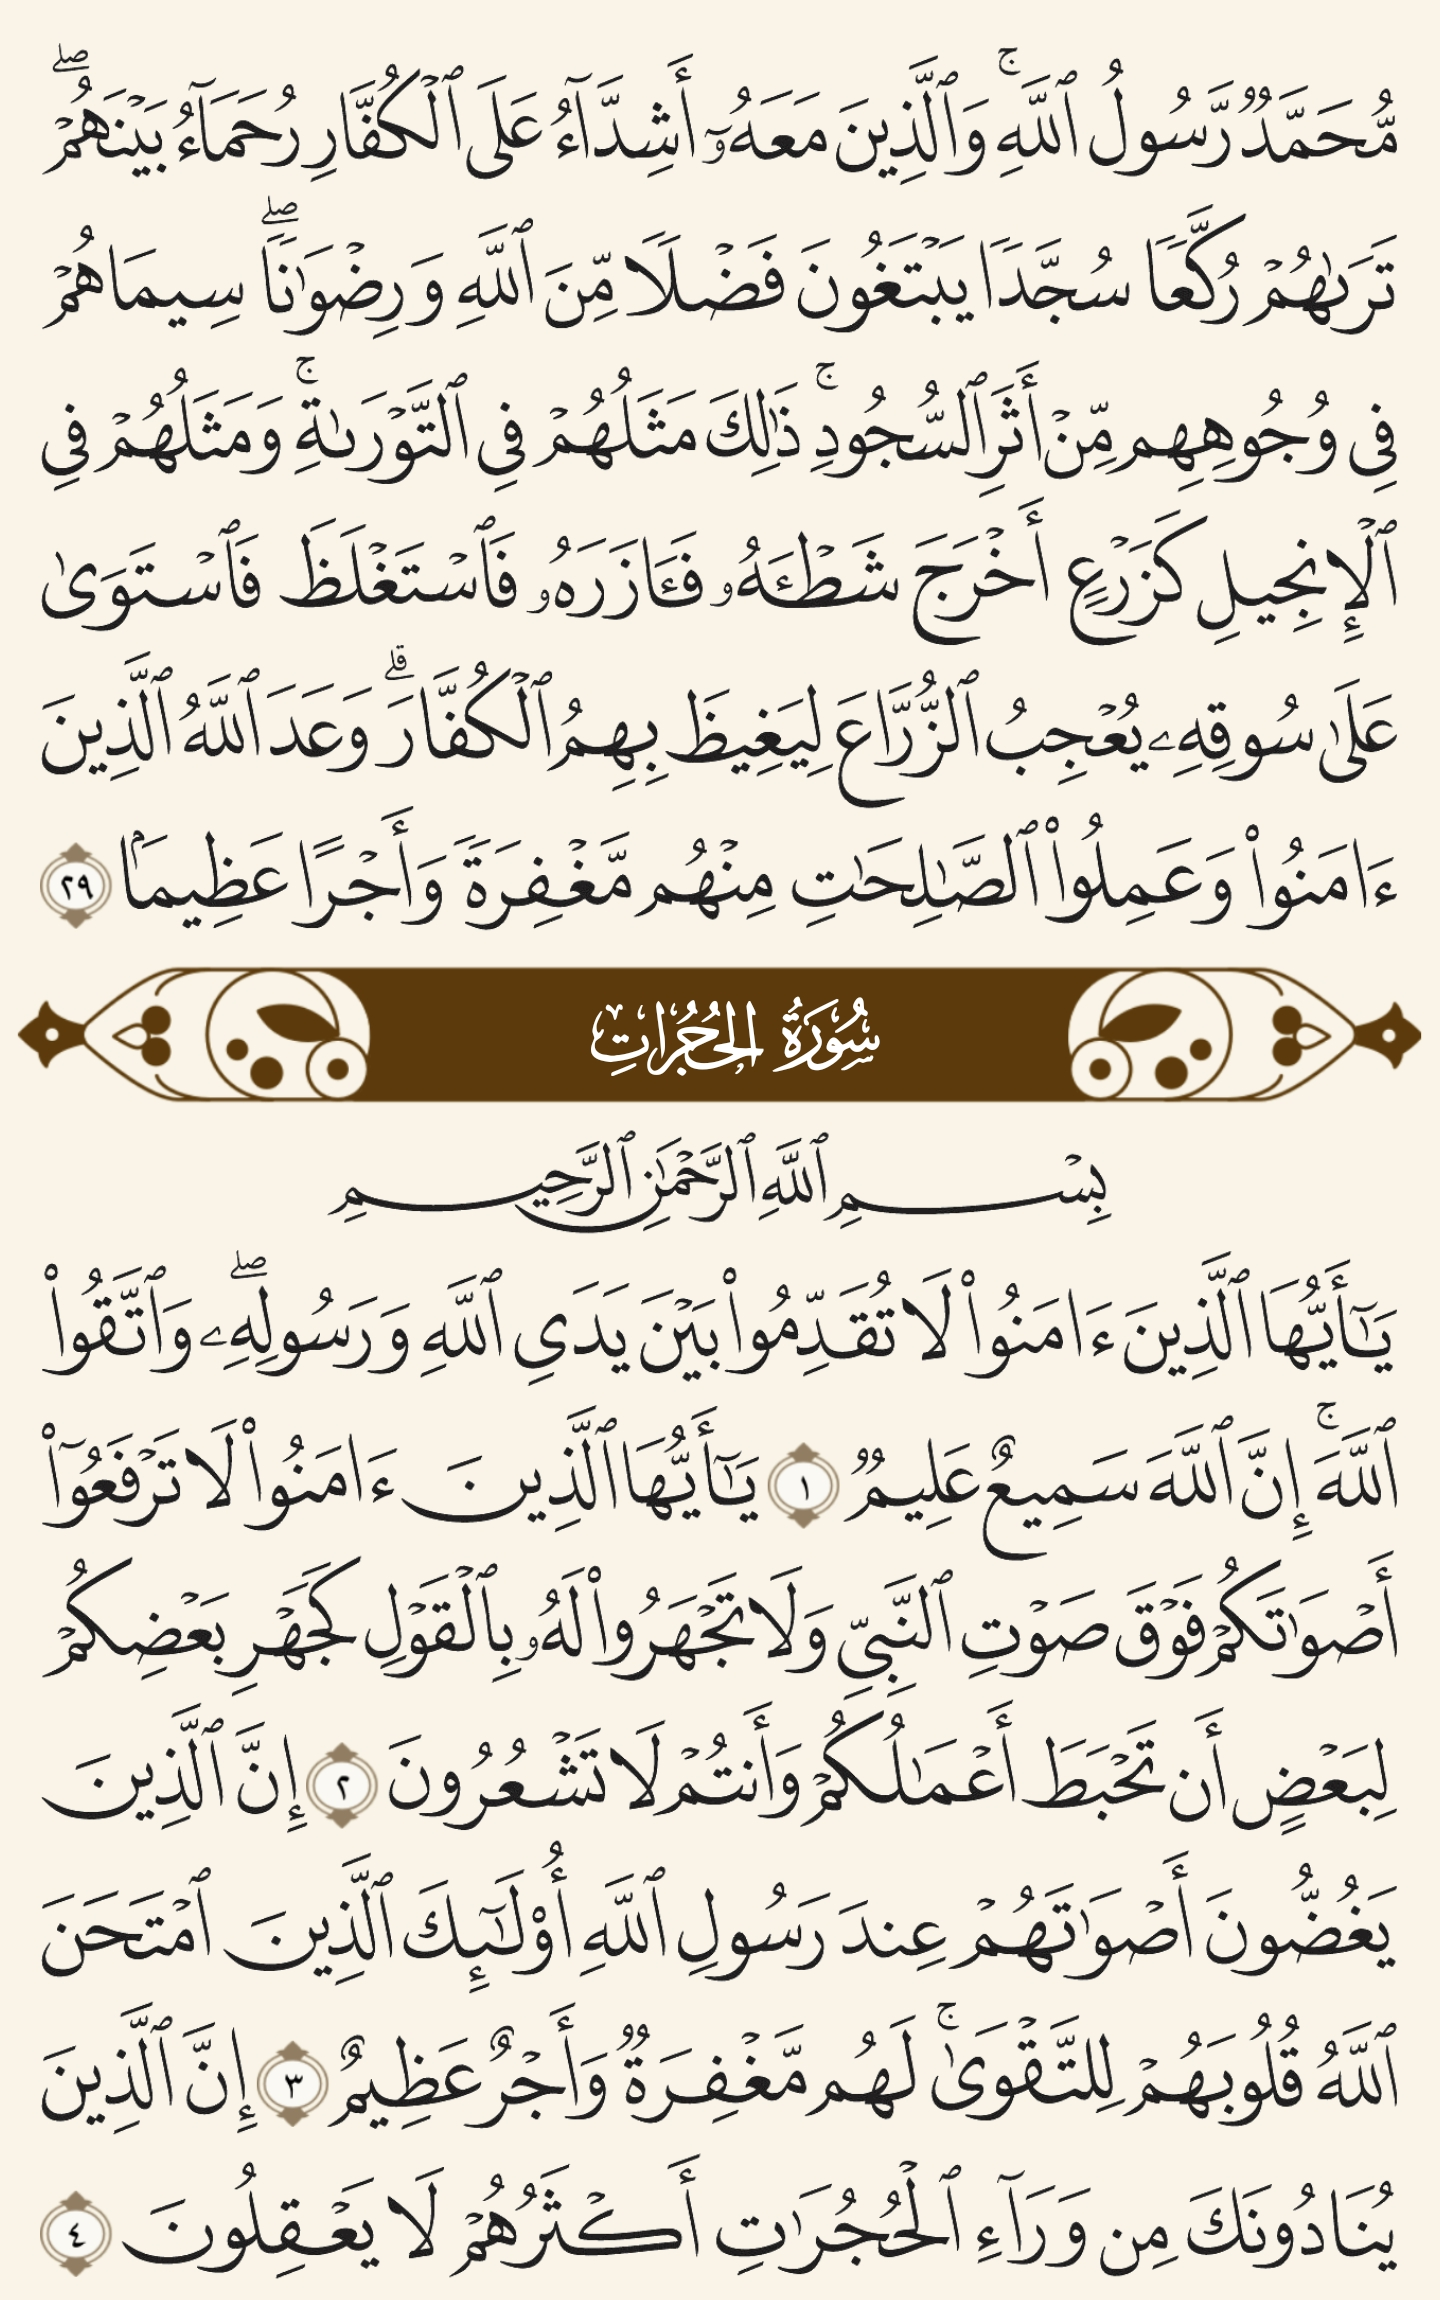 مُّحَمَّدٌ رَّسُولُ ٱللَّهِۚ وَٱلَّذِينَ مَعَهُۥٓ أَشِدَّآءُ عَلَى ٱلۡكُفَّارِ رُحَمَآءُ بَيۡنَهُمۡۖ
تَرَىٰهُمۡ رُكَّعٗا سُجَّدٗا يَبۡتَغُونَ فَضۡلٗا مِّنَ ٱللَّهِ وَرِضۡوَٰنٗاۖ سِيمَاهُمۡ
فِي وُجُوهِهِم مِّنۡ أَثَرِ ٱلسُّجُودِۚ ذَٰلِكَ مَثَلُهُمۡ فِي ٱلتَّوۡرَىٰةِۚ وَمَثَلُهُمۡ فِي
ٱلۡإِنجِيلِ كَزَرۡعٍ أَخۡرَجَ شَطۡـَٔهُۥ فَـَٔازَرَهُۥ فَٱسۡتَغۡلَظَ فَٱسۡتَوَىٰ
عَلَىٰ سُوقِهِۦ يُعۡجِبُ ٱلزُّرَّاعَ لِيَغِيظَ بِهِمُ ٱلۡكُفَّارَۗ وَعَدَ ٱللَّهُ ٱلَّذِينَ
ءَامَنُواْ وَعَمِلُواْ ٱلصَّٰلِحَٰتِ مِنۡهُم مَّغۡفِرَةٗ وَأَجۡرًا عَظِيمَۢا ٢٩
سُورَةُ الحُجُرَاتِ
بِسۡمِ ٱللَّهِ ٱلرَّحۡمَٰنِ ٱلرَّحِيمِ
يَٰٓأَيُّهَا ٱلَّذِينَ ءَامَنُواْ لَا تُقَدِّمُواْ بَيۡنَ يَدَيِ ٱللَّهِ وَرَسُولِهِۦۖ وَٱتَّقُواْ
ٱللَّهَۚ إِنَّ ٱللَّهَ سَمِيعٌ عَلِيمٞ ١ يَٰٓأَيُّهَا ٱلَّذِينَ ءَامَنُواْ لَا تَرۡفَعُوٓاْ
أَصۡوَٰتَكُمۡ فَوۡقَ صَوۡتِ ٱلنَّبِيِّ وَلَا تَجۡهَرُواْ لَهُۥ بِٱلۡقَوۡلِ كَجَهۡرِ بَعۡضِكُمۡ
لِبَعۡضٍ أَن تَحۡبَطَ أَعۡمَٰلُكُمۡ وَأَنتُمۡ لَا تَشۡعُرُونَ ٢ إِنَّ ٱلَّذِينَ
يَغُضُّونَ أَصۡوَٰتَهُمۡ عِندَ رَسُولِ ٱللَّهِ أُوْلَٰٓئِكَ ٱلَّذِينَ ٱمۡتَحَنَ
ٱللَّهُ قُلُوبَهُمۡ لِلتَّقۡوَىٰۚ لَهُم مَّغۡفِرَةٞ وَأَجۡرٌ عَظِيمٌ ٣ إِنَّ ٱلَّذِينَ
يُنَادُونَكَ مِن وَرَآءِ ٱلۡحُجُرَٰتِ أَكۡثَرُهُمۡ لَا يَعۡقِلُونَ ٤